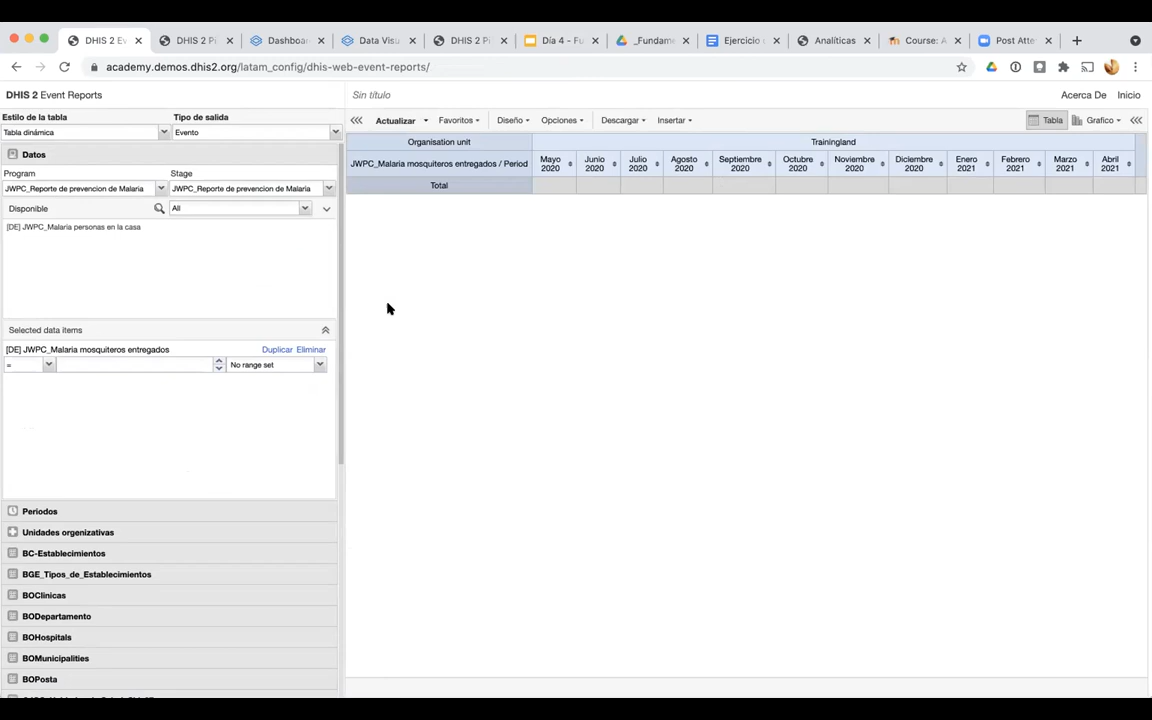 DHIS 2 Ev
DHIS 2 Pi
Dashboar
Data Visu
DHIS 2 Pi
Día 4 - Fu
_Fundame
Ejercicio
Analíticas
Course: A
Post Atte
academy.demos.dhis2.org/latam_config/dhis-web-event-reports/
DHIS 2 Event Reports
Sin título
Acerca De
Inicio
Estilo de la tabla
Tipo de salida
Tabla dinámica
Evento
Actualizar
Favoritos
Diseño
Opciones
Descargar
Insertar
Tabla
Grafico
Datos
Program
Stage
JWPC_Reporte de prevencion de Malaria
JWPC_Reporte de prevencion de Malaria
Disponible
All
[DE] JWPC_Malaria personas en la casa
Selected data items
[DE] JWPC_Malaria mosquiteros entregados
Duplicar
Eliminar
=
No range set
Periodos
Unidades orgenizativas
BC-Establecimientos
BGE_Tipos_de_Establecimientos
BOClinicas
BODepartamento
BOHospitals
BOMunicipalities
BOPosta
Organisation unit
Trainingland
JWPC_Malaria mosquiteros entregados / Period
Mayo 2020
Junio 2020
Julio 2020
Agosto 2020
Septiembre 2020
Octubre 2020
Noviembre 2020
Diciembre 2020
Enero 2021
Febrero 2021
Marzo 2021
Abril 2021
Total